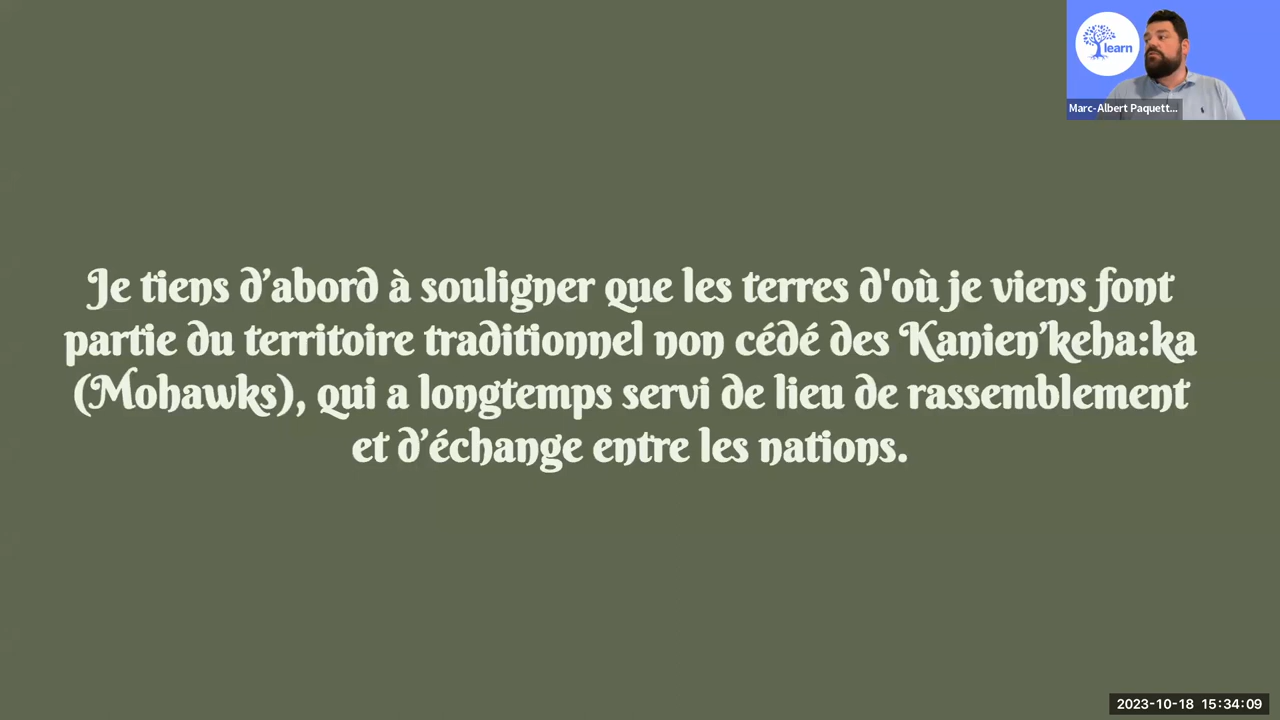 learn
Marc-Albert Paquett...
Je tiens d’abord à souligner que les terres d'où je viens font
partie du territoire traditionnel non cédé des Kanien’keha:ka
(Mohawks), qui a longtemps servi de lieu de rassemblement
et d’échange entre les nations.
2023-10-18 15:34:09